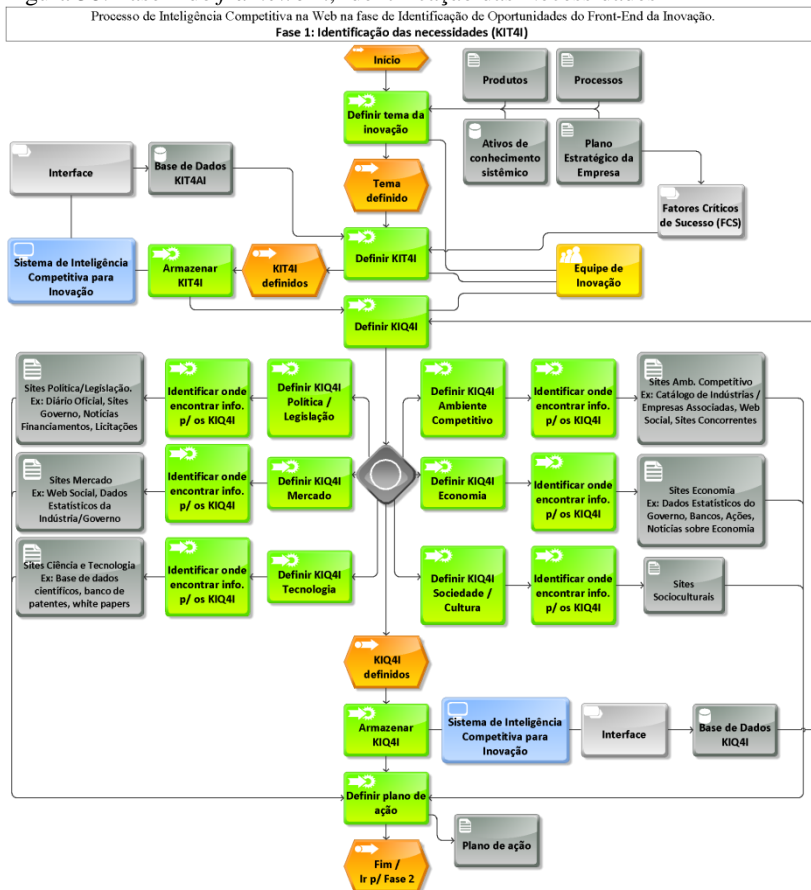 Processo de Inteligência Competitiva na Web na fase de Identificação de Oportunidades do Front-End da Inovação.
Fase 1: Identificação das necessidades (KIT4I)
Início
Produtos
Processos
Definir tema da
inovação
Ativos de
conhecimento
sistêmico
Plano
Estratégico da
Empresa
Interface
Base de Dados
KIT4AI
Tema
definido
Fatores Críticos
de Sucesso (FCS)
Sistema de Inteligência
Competitiva para
Inovação
Armazenar
KIT4I
KIT4I
definidos
Definir KIT4I
Equipe de
Inovação
Definir KIQ4I
Sites Política/Legislação.
Ex: Diário Oficial, Sites
Governo, Notícias
Financiamentos, Licitações
Identificar onde
encontrar info.
p/ os KIQ4I
Definir KIQ4I
Política /
Legislação
Definir KIQ4I
Ambiente
Competitivo
Identificar onde
encontrar info.
p/ os KIQ4I
Sites Amb. Competitivo
Ex: Catálogo de Indústrias /
Empresas Associadas, Web
Social, Sites Concorrentes
Sites Mercado
Ex: Web Social, Dados
Estatísticos da
Indústria/Governo
Identificar onde
encontrar info.
p/ os KIQ4I
Definir KIQ4I
Mercado
Definir KIQ4I
Economia
Identificar onde
encontrar info.
p/ os KIQ4I
Sites Economia
Ex: Dados Estatísticos do
Governo, Bancos, Ações,
Notícias sobre Economia
Sites Ciência e Tecnologia
Ex: Base de dados
científicos, banco de
patentes, white papers
Identificar onde
encontrar info.
p/ os KIQ4I
Definir KIQ4I
Tecnologia
Definir KIQ4I
Sociedade /
Cultura
Identificar onde
encontrar info.
p/ os KIQ4I
Sites
Socioculturais
KIQ4I
definidos
Armazenar
KIQ4I
Sistema de Inteligência
Competitiva para
Inovação
Interface
Base de Dados
KIQ4I
Definir plano de
ação
Plano de ação
Fim /
Ir p/ Fase 2